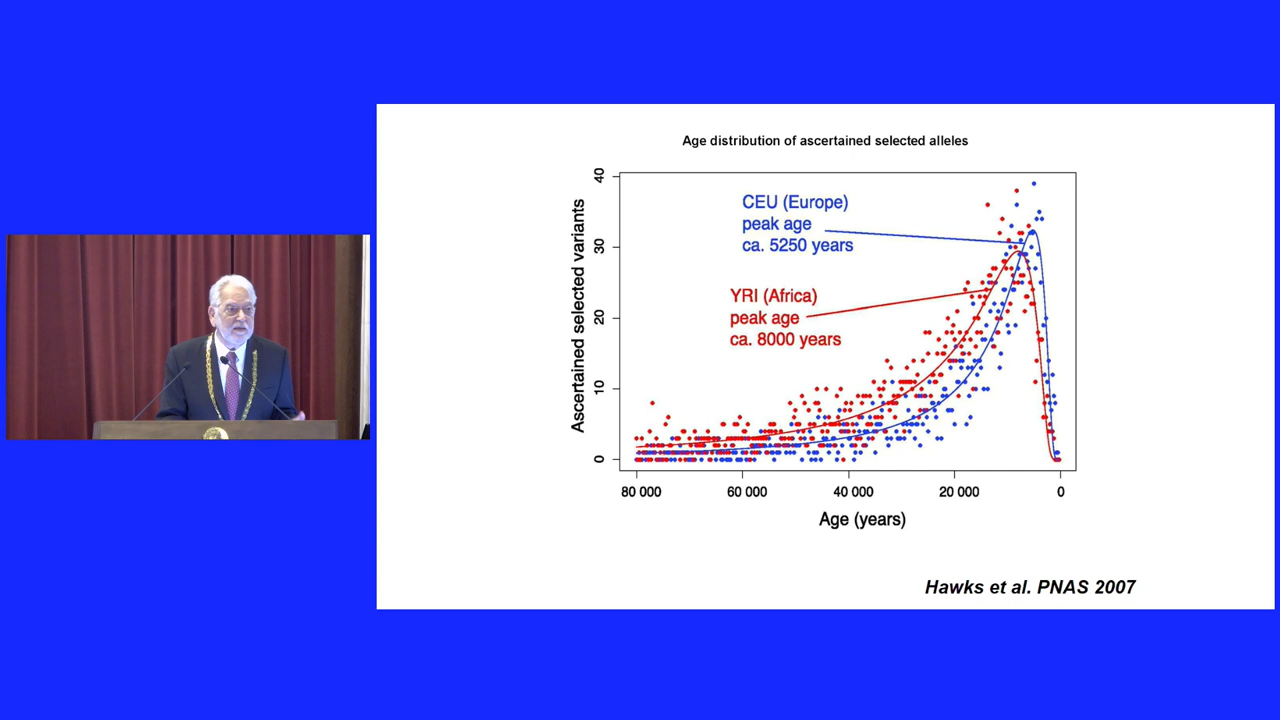 Age distribution of ascertained selected alleles
40
30
20
10
0
Ascertained selected variants
CEU (Europe)
peak age
ca. 5250 years
YRI (Africa)
peak age
ca. 8000 years
80 000 60 000 40 000 20 000 0
Age (years)
Hawks et al. PNAS 2007